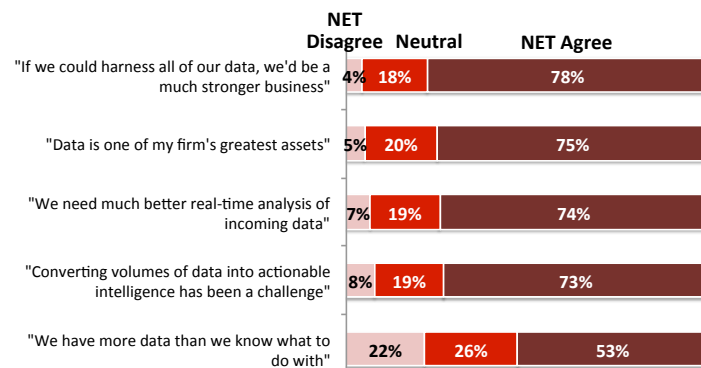 NET
Disagree Neutral NET Agree
"If we could harness all of our data, we'd be a
much stronger business"
4% 18% 78%
"Data is one of my firm's greatest assets"
5% 20% 75%
"We need much better real-time analysis of
incoming data"
7% 19% 74%
"Converting volumes of data into actionable
intelligence has been a challenge"
8% 19% 73%
"We have more data than we know what to
do with"
22% 26% 53%